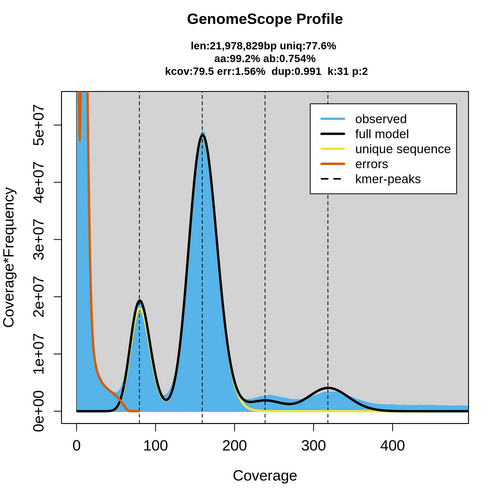 GenomeScope Profile
len:21,978,829bp uniq:77.6%
aa:99.2% ab:0.754%
kcov:79.5 err:1.56% dup:0.991 k:31 p:2
observed
full model
unique sequence
errors
kmer-peaks
Coverage*Frequency
5e+07
4e+07
3e+07
2e+07
1e+07
0e+00
0 100 200 300 400
Coverage